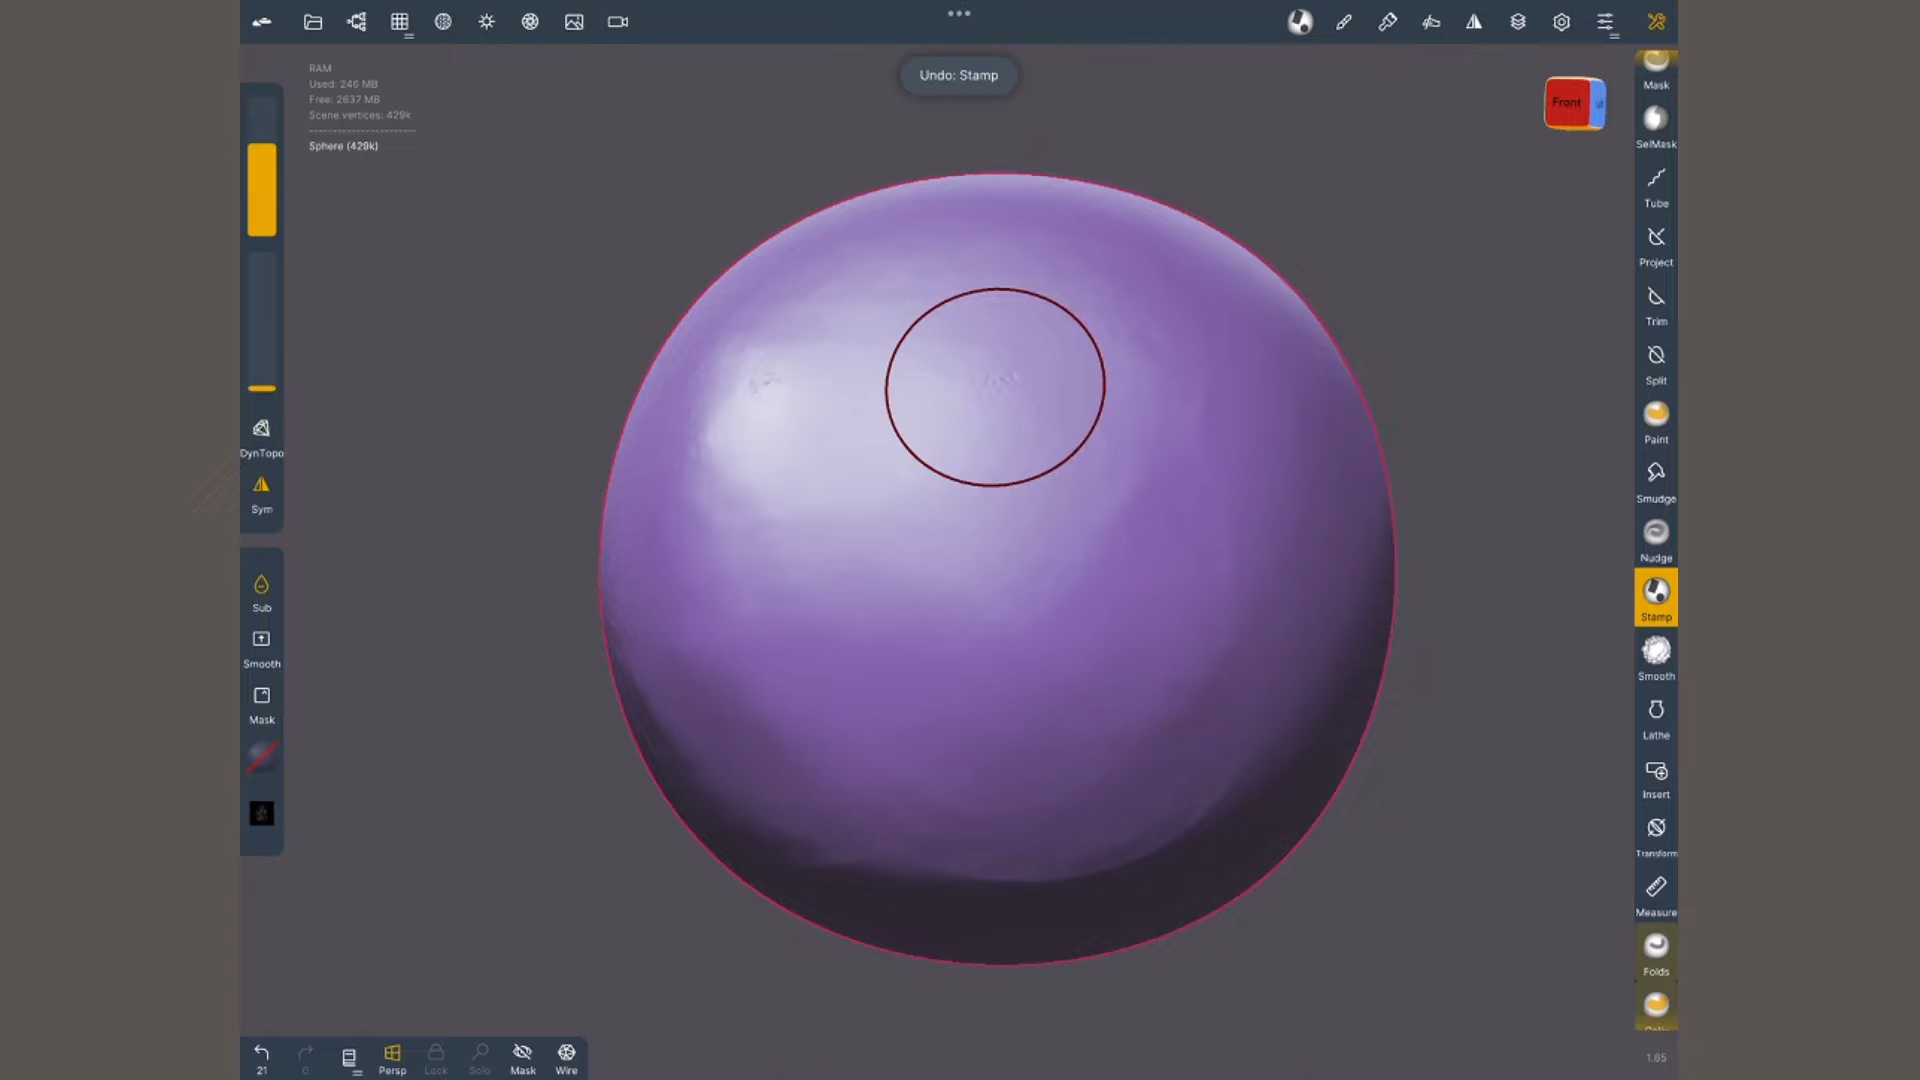 RAM
Used: 246 MB
Free: 2637 MB
Scene vertices: 429k
Sphere (429k)
Undo: Stamp
Front
Mask
SelMask
Tube
Project
Trim
Split
Paint
Smudge
Nudge
Stamp
Smooth
Lathe
Insert
Transform
Measure
Folds
DynTopo
Sym
Sub
Smooth
Mask
21
0
Persp
Lock
Solo
Mask
Wire
1.65